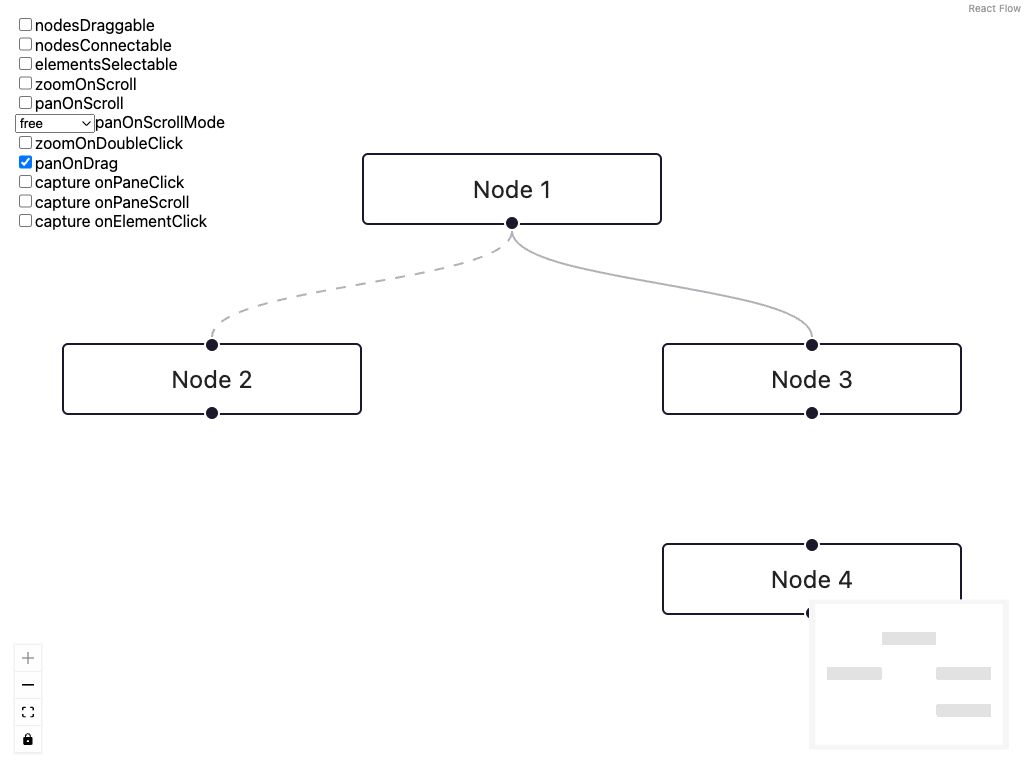 React Flow
nodesDraggable
nodesConnectable
elementsSelectable
zoomOnScroll
panOnScroll
free panOnScrollMode
zoomOnDoubleClick
panOnDrag
capture onPaneClick
capture onPaneScroll
capture onElementClick
Node 1
Node 2
Node 3
Node 4